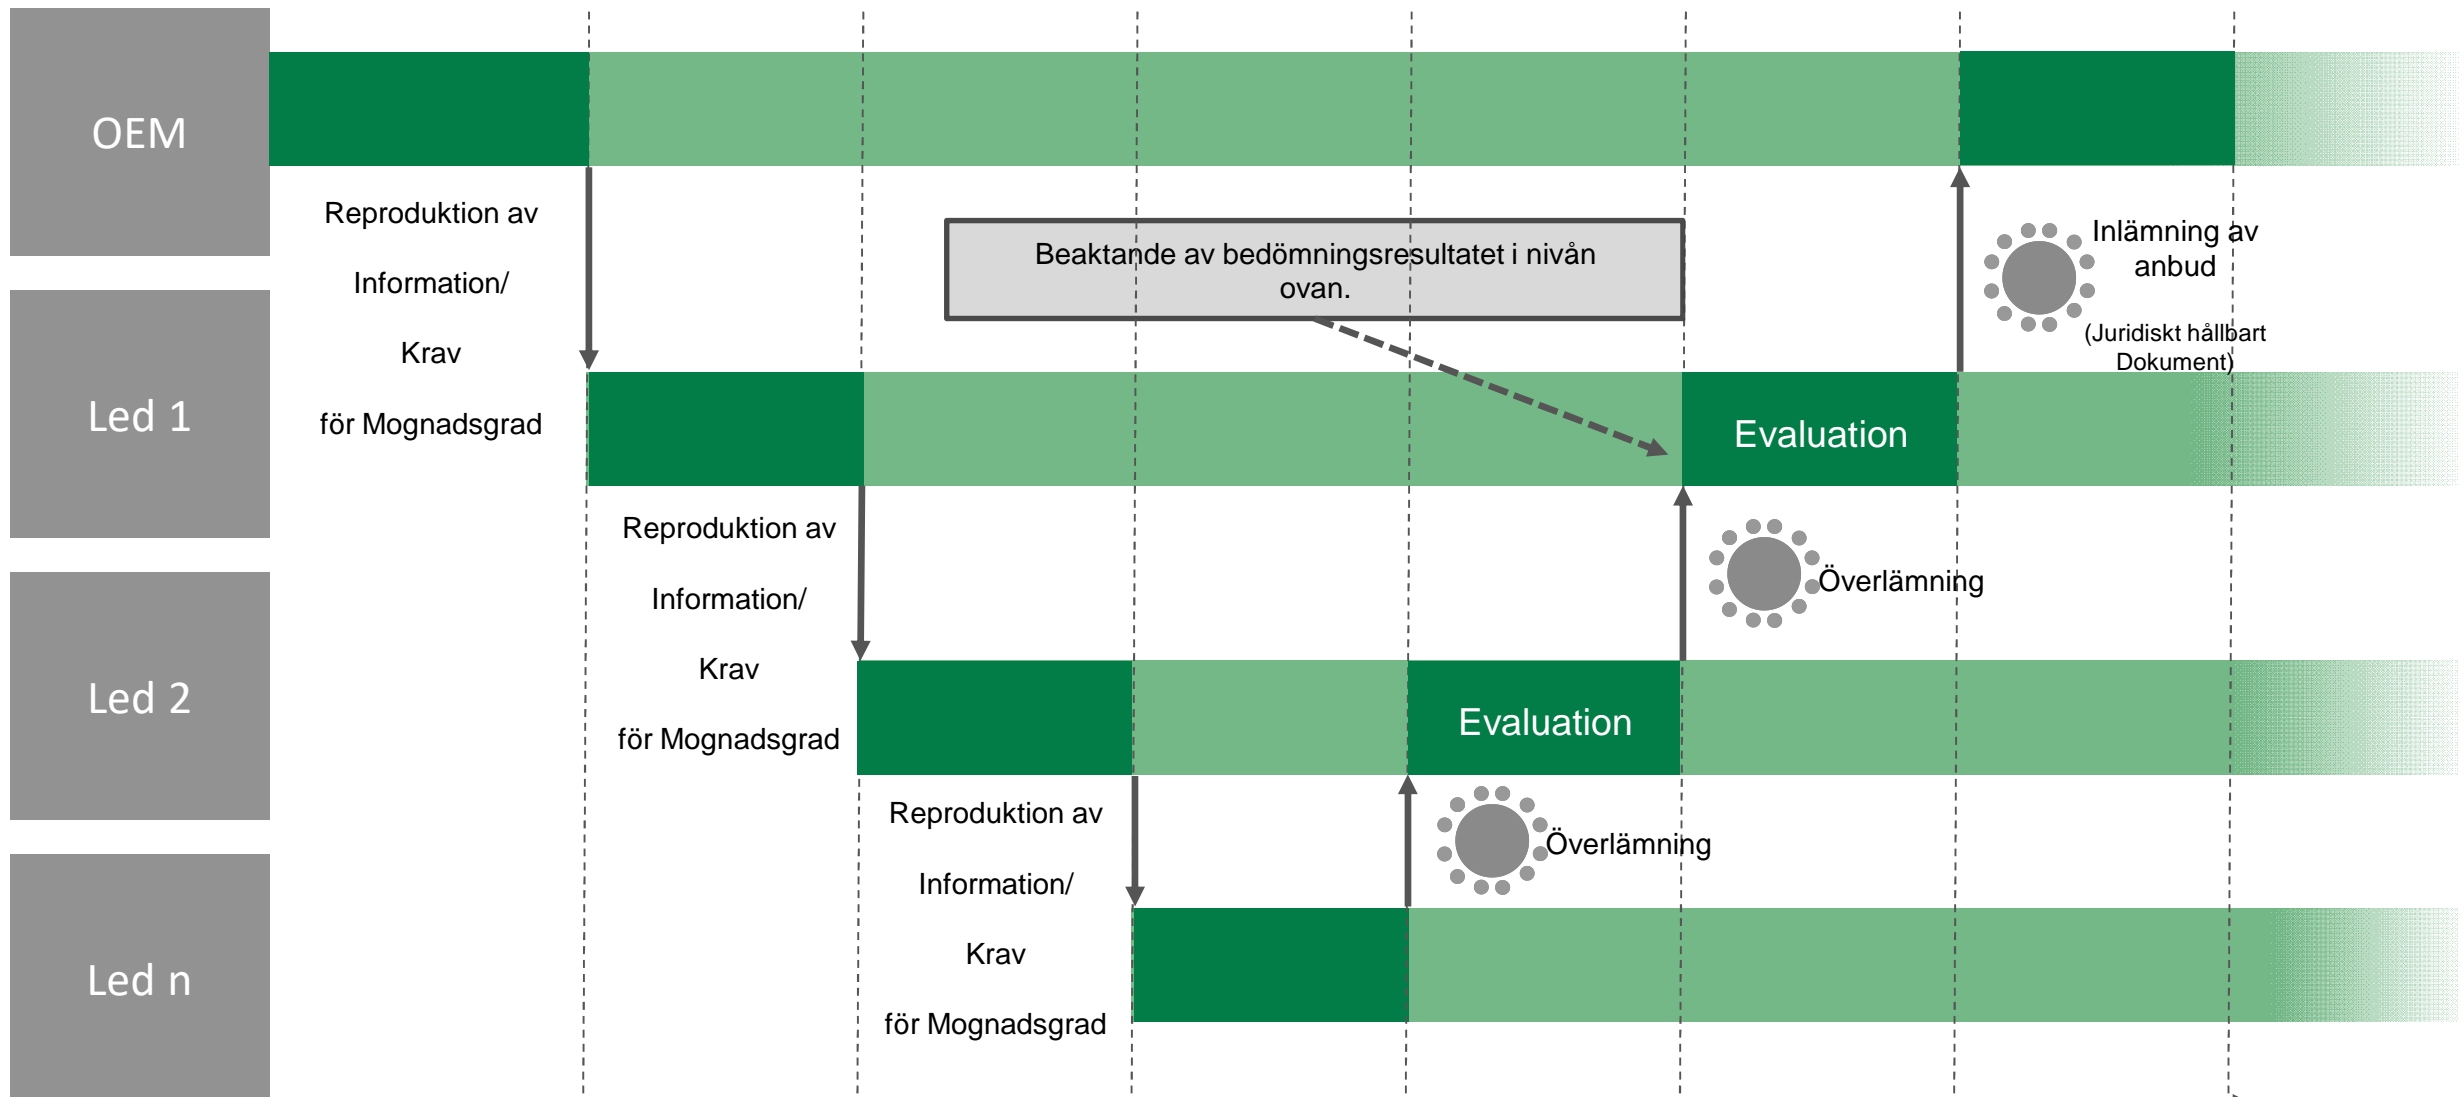 OEM
Reproduktion av
Information/
Krav
för Mognadsgrad
Beaktande av bedömningsresultatet i nivån
ovan.
Inlämning av
anbud
(Juridiskt hållbart
Dokument)
Led 1
Evaluation
Reproduktion av
Information/
Krav
för Mognadsgrad
Överlämning
Led 2
Evaluation
Reproduktion av
Information/
Krav
för Mognadsgrad
Överlämning
Led n